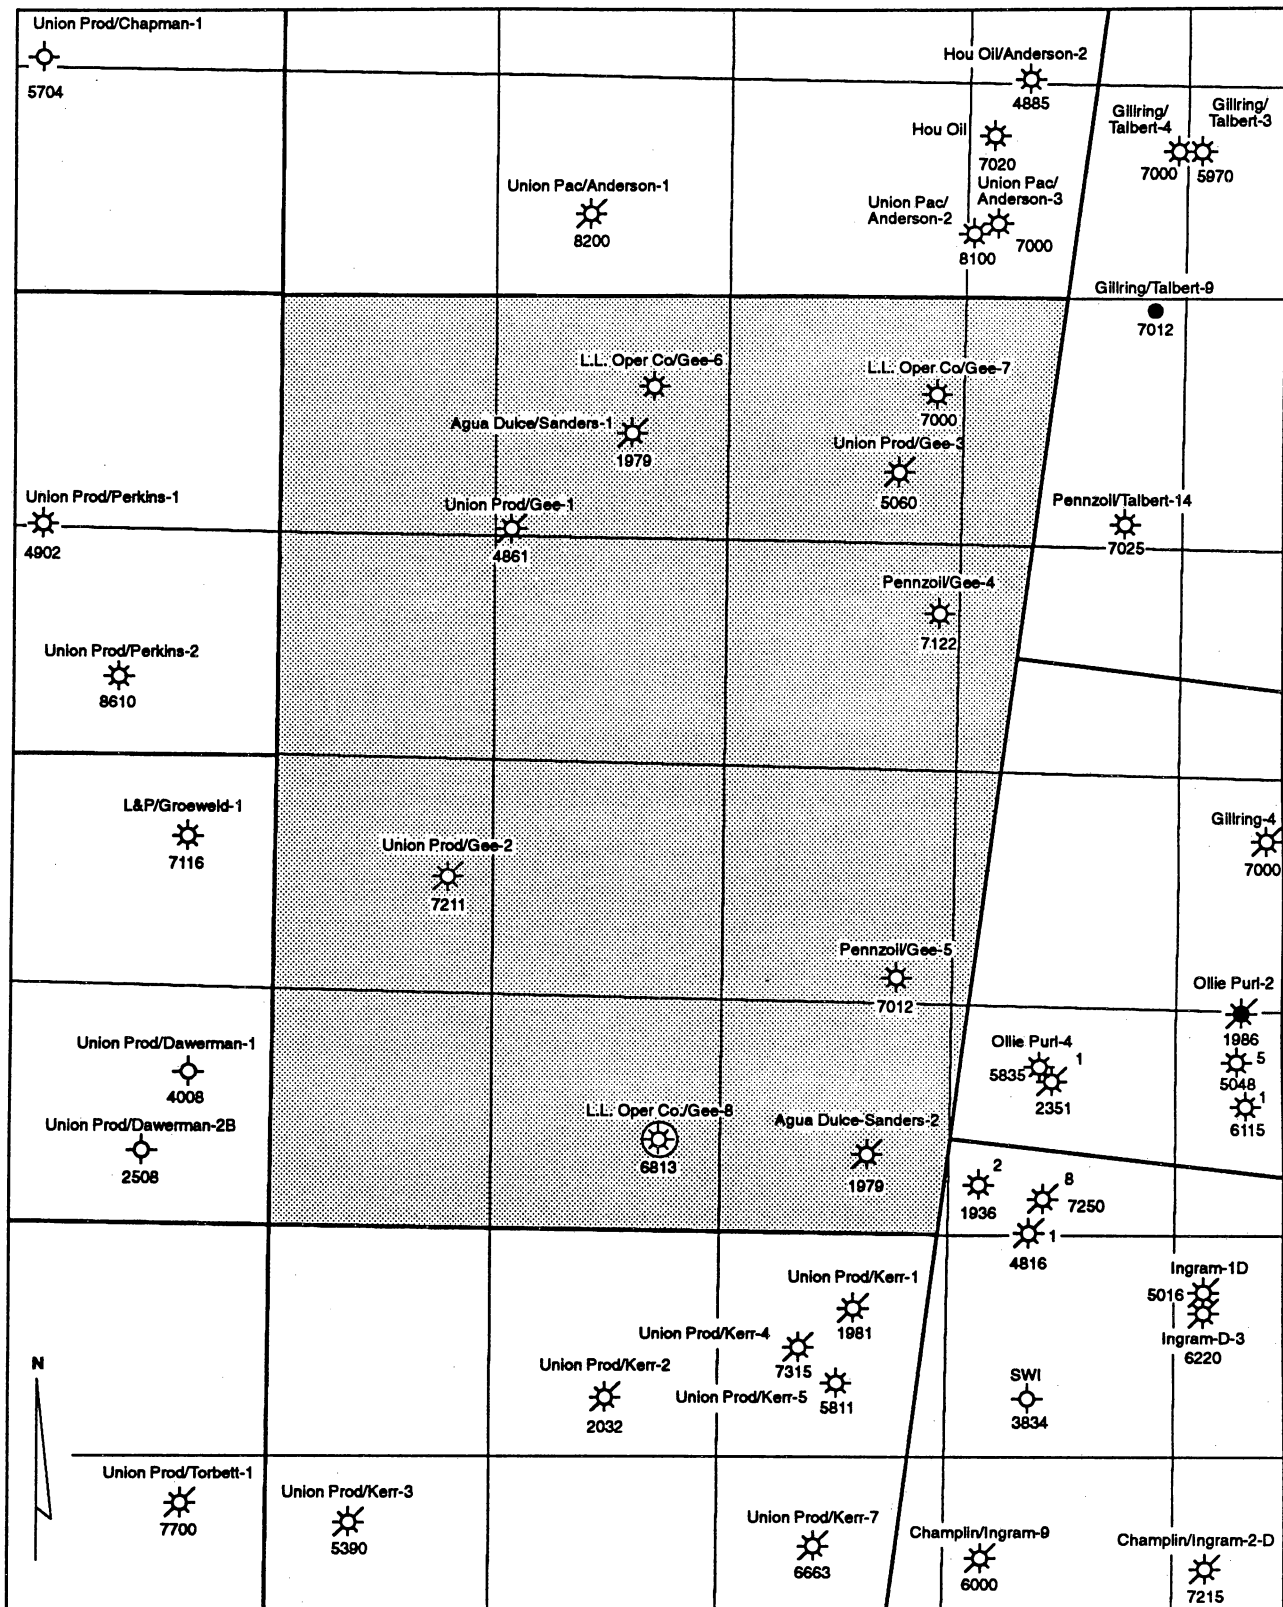 Union Prod/Chapman-1
5704
Hou Oil/Anderson-2
4885
Hou Oil
7020
Gillring/
Talbert-4
7000
Gillring/
Talbert-3
5970
Union Pac/Anderson-1
8200
Union Pac/
Anderson-2
8100
Union Pac/
Anderson-3
7000
Gillring/Talbert-9
7012
L.L. Oper Co/Gee-6
L.L. Oper Co/Gee-7
7000
Agua Dulce/Sanders-1
1979
Union Prod/Gee-3
5060
Union Prod/Perkins-1
4902
Union Prod/Gee-1
4861
Pennzoil/Talbert-14
7025
Pennzoil/Gee-4
7122
Union Prod/Perkins-2
8610
L&P/Groeweld-1
7116
Union Prod/Gee-2
7211
Gillring-4
7000
Pennzoil/Gee-5
7012
Ollie Purl-2
1986
Union Prod/Dawerman-1
4008
Ollie Purl-4
5835
1
2351
5
5048
1
6115
Union Prod/Dawerman-2B
2508
L.L. Oper Co./Gee-8
6813
Agua Dulce-Sanders-2
1979
2
1936
8
7250
1
4816
Union Prod/Kerr-1
1981
Ingram-1D
5016
Ingram-D-3
6220
Union Prod/Kerr-4
7315
Union Prod/Kerr-2
2032
Union Prod/Kerr-5
5811
SWI
3834
N
Union Prod/Torbett-1
7700
Union Prod/Kerr-3
5390
Union Prod/Kerr-7
6663
Champlin/Ingram-9
6000
Champlin/Ingram-2-D
7215